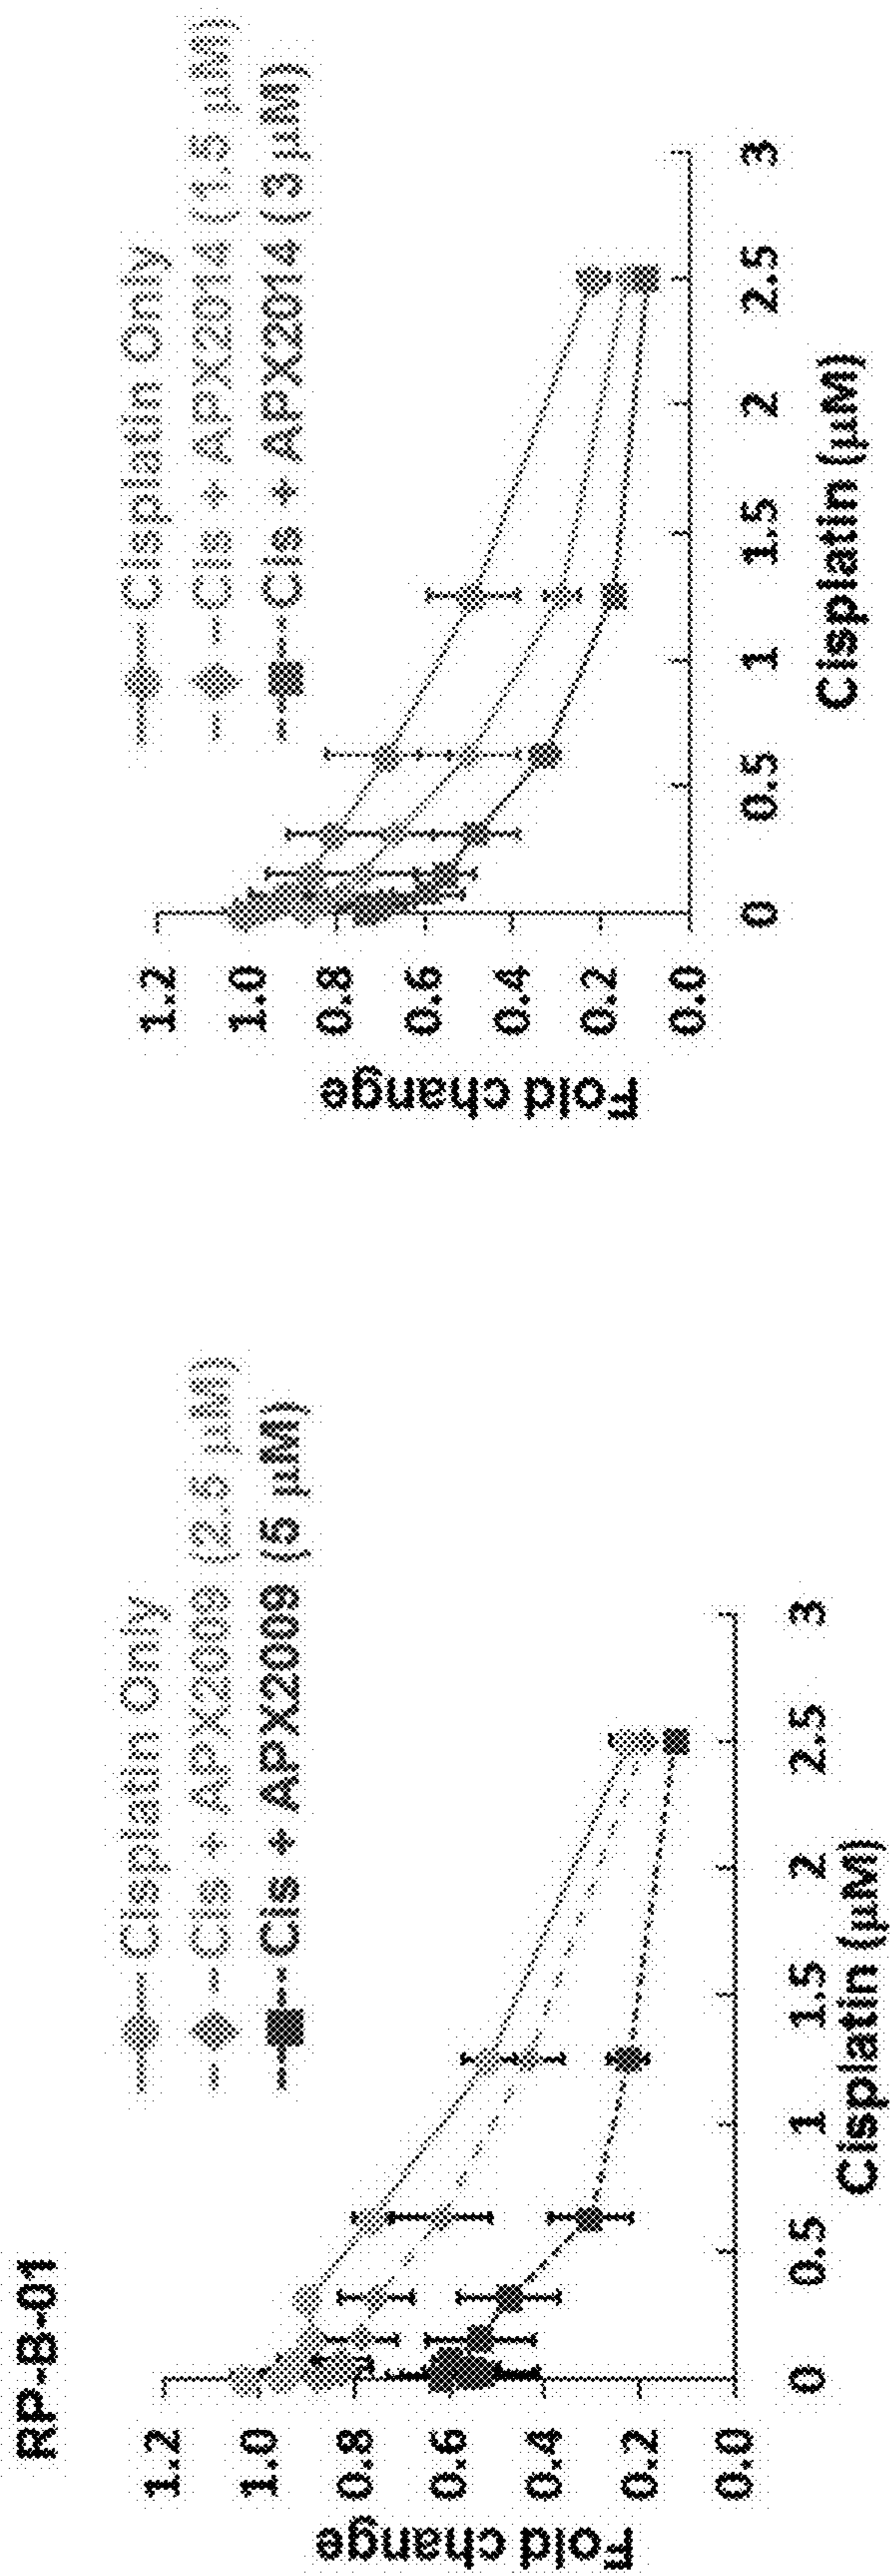 RP-B-01
Cisplatin Only
Cis + APX2009 (2.5 µM)
Cis + APX2009 (5 µM)
Fold change
1.2
1.0
0.8
0.6
0.4
0.2
0.0
0 0.5 1 1.5 2 2.5 3
Cisplatin (µM)
Cisplatin Only
Cis + APX2014 (1.5 µM)
Cis + APX2014 (3 µM)
Fold change
1.2
1.0
0.8
0.6
0.4
0.2
0.0
0 0.5 1 1.5 2 2.5 3
Cisplatin (µM)